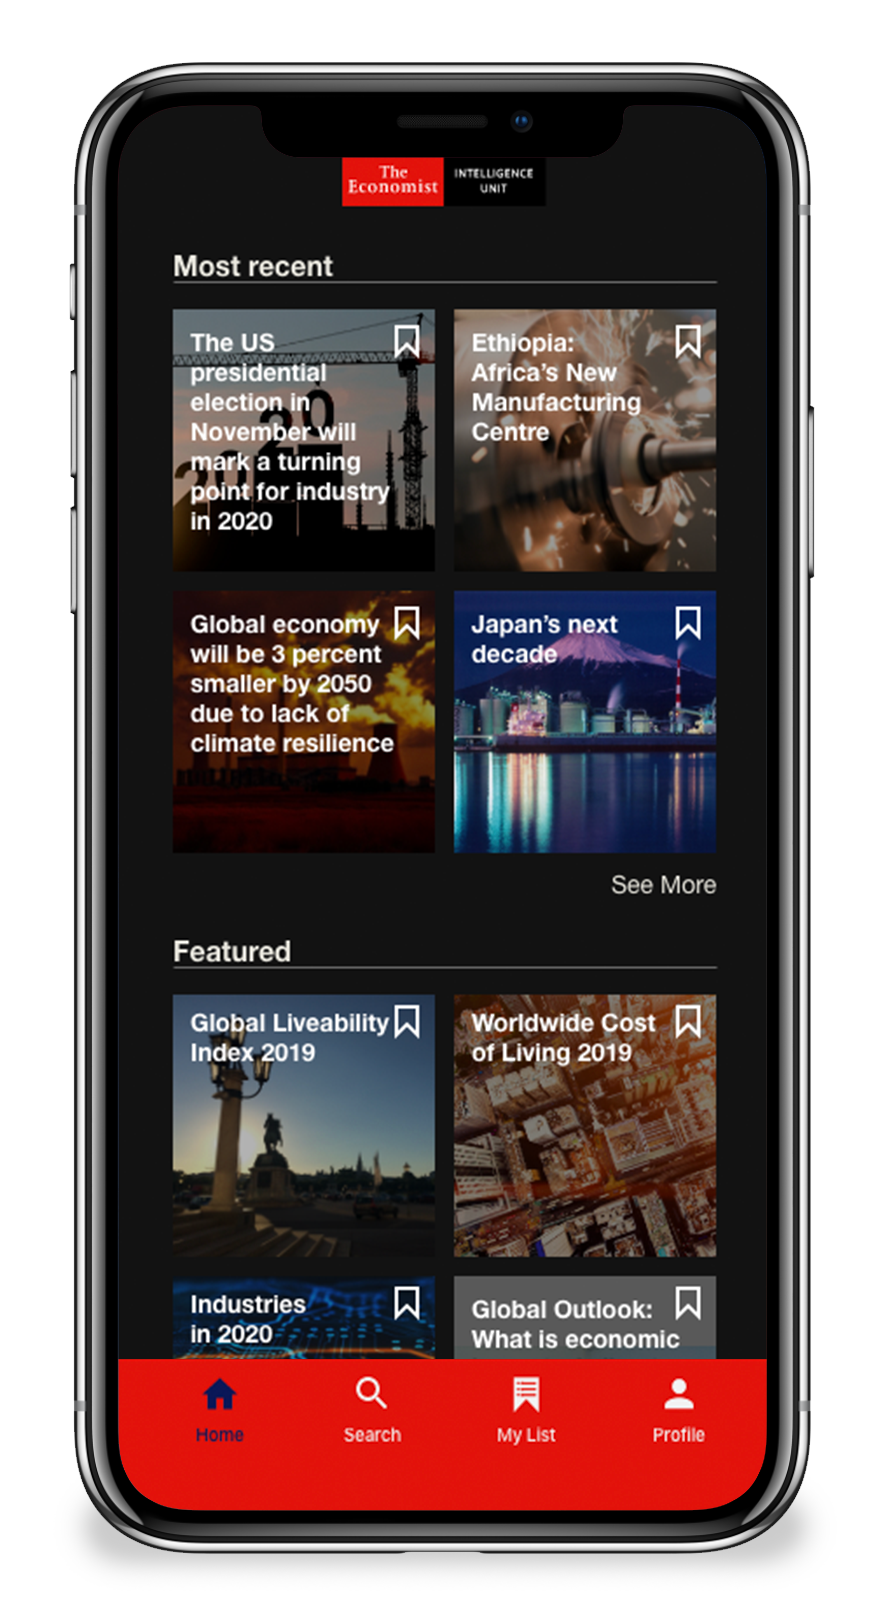 The
Economist
INTELLIGENCE
UNIT
Most recent
The US
presidential
election in
November will
mark a turning
point for industry
in 2020
Ethiopia:
Africa’s New
Manufacturing
Centre
Global economy
will be 3 percent
smaller by 2050
due to lack of
climate resilience
Japan’s next
decade
See More
Featured
Global Liveability
Index 2019
Worldwide Cost
of Living 2019
Industries
in 2020
Global Outlook:
What is economic
Home
Search
My List
Profile